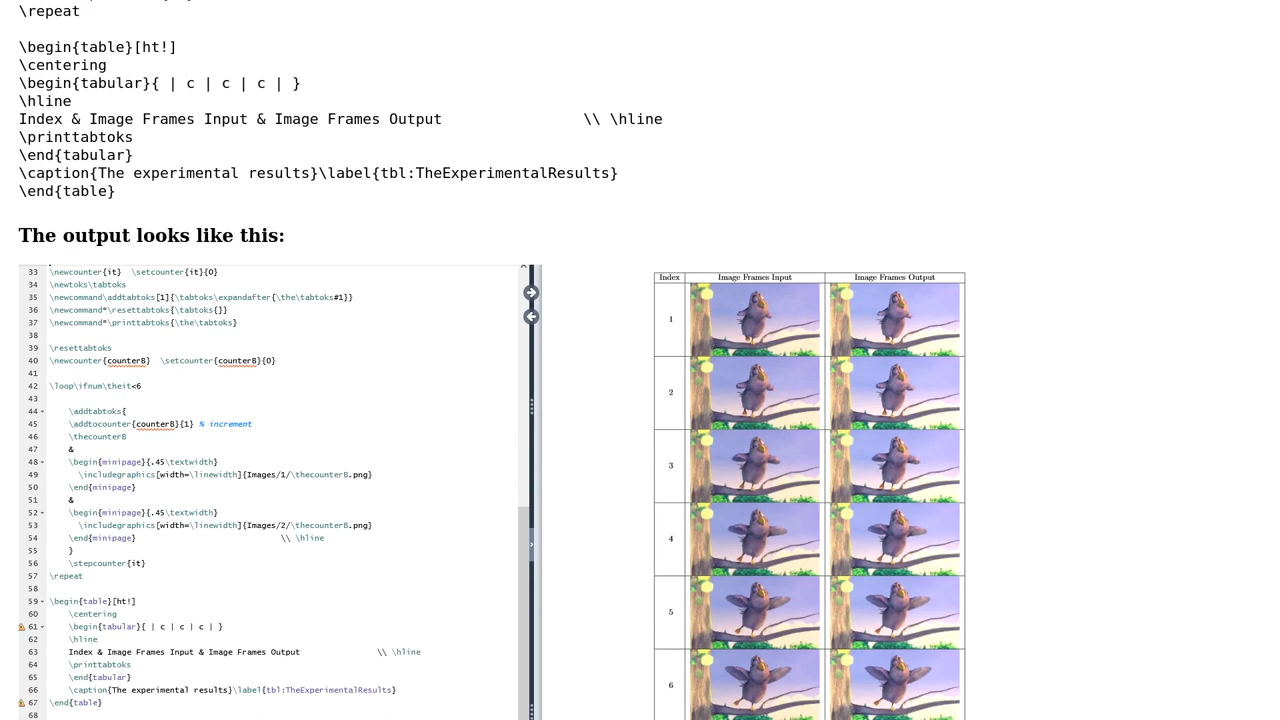 \repeat
\begin{table}[ht!]
\centering
\begin{tabular}{ | c | c | c | }
\hline
Index & Image Frames Input & Image Frames Output \\ \hline
\printtabtoks
\end{tabular}
\caption{The experimental results}\label{tbl:TheExperimentalResults}
\end{table}
The output looks like this:
33 \newcounter{it} \setcounter{it}{0}
34 \newtoks\tabtoks
35 \newcommand\addtabtoks[1]{\tabtoks\expandafter{\the\tabtoks#1}}
36 \newcommand*\resettabtoks{\tabtoks{}}
37 \newcommand*\printtabtoks{\the\tabtoks}
38
39 \resettabtoks
40 \newcounter{counterB} \setcounter{counterB}{0}
41
42 \loop\ifnum\theit<6
43
44 \addtabtoks{
45 \addtocounter{counterB}{1} % increment
46 \thecounterB
47 &
48 \begin{minipage}{.45\textwidth}
49 \includegraphics[width=\linewidth]{Images/1/\thecounterB.png}
50 \end{minipage}
51 &
52 \begin{minipage}{.45\textwidth}
53 \includegraphics[width=\linewidth]{Images/2/\thecounterB.png}
54 \end{minipage} \\ \hline
55 }
56 \stepcounter{it}
57 \repeat
58
59 \begin{table}[ht!]
60 \centering
61 \begin{tabular}{ | c | c | c | }
62 \hline
63 Index & Image Frames Input & Image Frames Output \\ \hline
64 \printtabtoks
65 \end{tabular}
66 \caption{The experimental results}\label{tbl:TheExperimentalResults}
67 \end{table}
68
Index Image Frames Input Image Frames Output
1
2
3
4
5
6